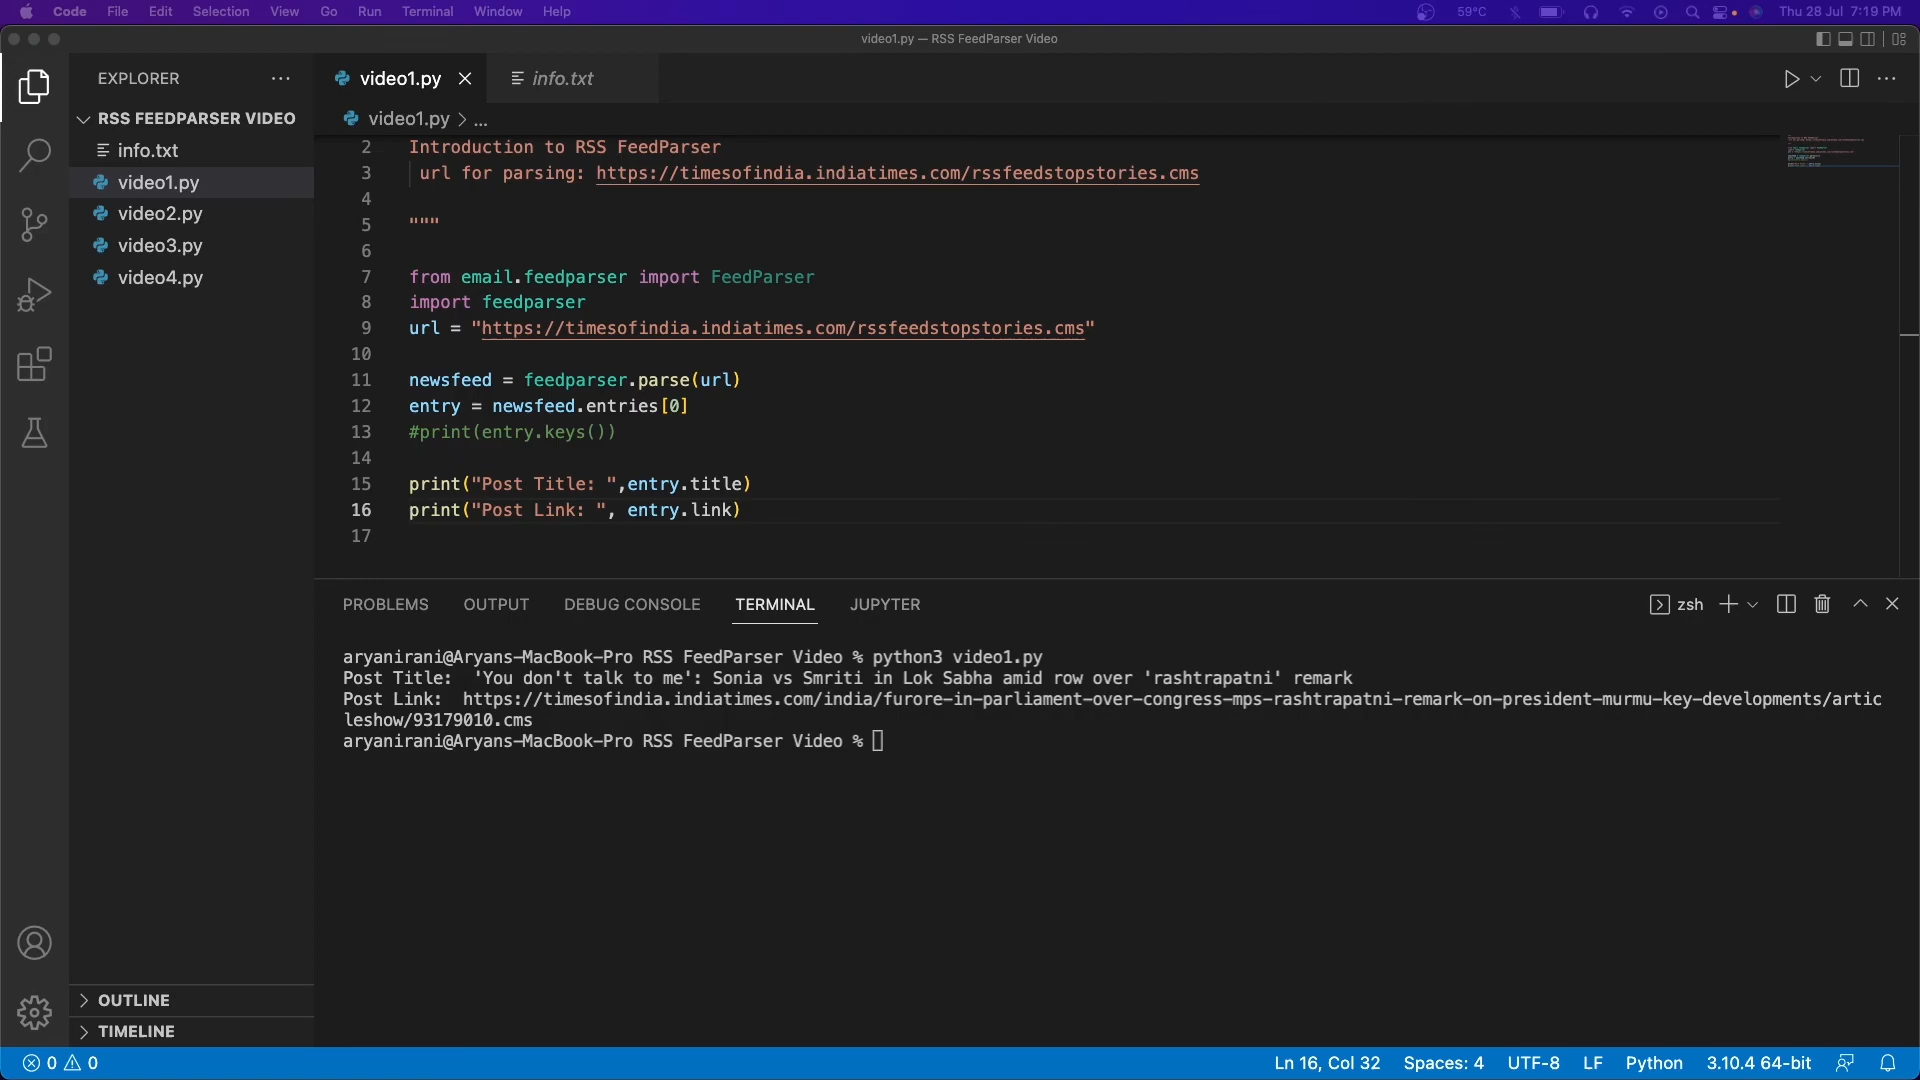 Code File Edit Selection View Go Run Terminal Window Help 59°C Thu 28 Jul 7:19 PM
video1.py — RSS FeedParser Video
EXPLORER
RSS FEEDPARSER VIDEO
info.txt
video1.py
video2.py
video3.py
video4.py
OUTLINE
TIMELINE
video1.py info.txt
video1.py > ...
2 Introduction to RSS FeedParser
3 url for parsing: https://timesofindia.indiatimes.com/rssfeedstopstories.cms
4
5 """
6
7 from email.feedparser import FeedParser
8 import feedparser
9 url = "https://timesofindia.indiatimes.com/rssfeedstopstories.cms"
10
11 newsfeed = feedparser.parse(url)
12 entry = newsfeed.entries[0]
13 #print(entry.keys())
14
15 print("Post Title: ",entry.title)
16 print("Post Link: ", entry.link)
17
PROBLEMS OUTPUT DEBUG CONSOLE TERMINAL JUPYTER zsh
aryanirani@Aryans-MacBook-Pro RSS FeedParser Video % python3 video1.py
Post Title:  'You don't talk to me': Sonia vs Smriti in Lok Sabha amid row over 'rashtrapatni' remark
Post Link:  https://timesofindia.indiatimes.com/india/furore-in-parliament-over-congress-mps-rashtrapatni-remark-on-president-murmu-key-developments/artic
leshow/93179010.cms
aryanirani@Aryans-MacBook-Pro RSS FeedParser Video %
0 0 Ln 16, Col 32 Spaces: 4 UTF-8 LF Python 3.10.4 64-bit